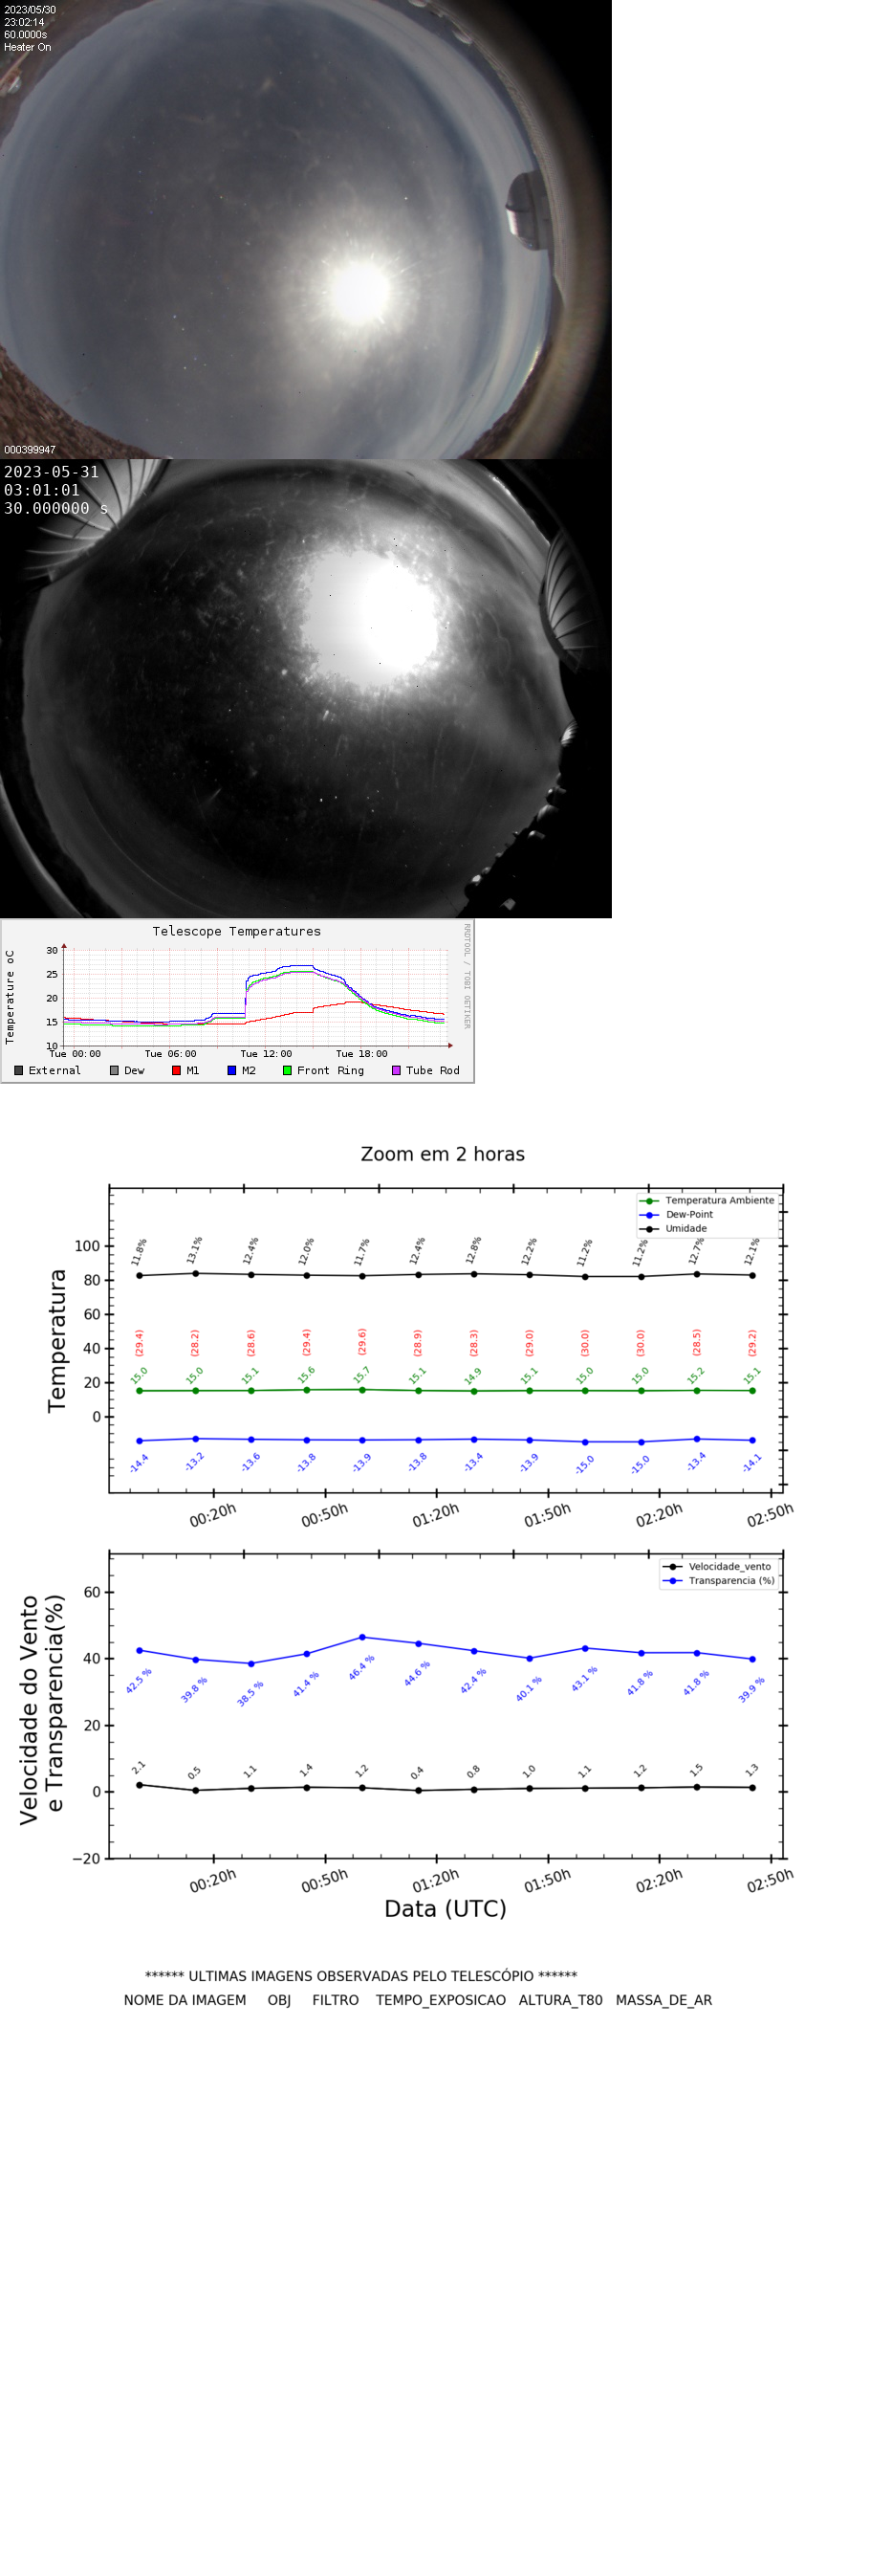 2023/05/30
23:02:14
60.0000s
Heater On
000399947
2023-05-31
03:01:01
30.000000 s
Telescope Temperatures
RRDTOOL / TOBI OETIKER
Temperature oC
30
25
20
15
10
Tue 00:00 Tue 06:00 Tue 12:00 Tue 18:00
External Dew M1 M2 Front Ring Tube Rod
Zoom em 2 horas
Temperatura Ambiente
Dew-Point
Umidade
Temperatura
100
80
60
40
20
0
11.8% 13.1% 12.4% 12.0% 11.7% 12.4% 12.8% 12.2% 11.2% 11.2% 12.7% 12.1%
(29.4) (28.2) (28.6) (29.4) (29.6) (28.9) (28.3) (29.0) (30.0) (30.0) (28.5) (29.2)
15.0 15.0 15.1 15.6 15.7 15.1 14.9 15.1 15.0 15.0 15.2 15.1
-14.4 -13.2 -13.6 -13.8 -13.9 -13.8 -13.4 -13.9 -15.0 -15.0 -13.4 -14.1
00:20h 00:50h 01:20h 01:50h 02:20h 02:50h
Velocidade_vento
Transparencia (%)
Velocidade do Vento
e Transparencia(%)
60
40
20
0
−20
42.5 % 39.8 % 38.5 % 41.4 % 46.4 % 44.6 % 42.4 % 40.1 % 43.1 % 41.8 % 41.8 % 39.9 %
2.1 0.5 1.1 1.4 1.2 0.4 0.8 1.0 1.1 1.2 1.5 1.3
00:20h 00:50h 01:20h 01:50h 02:20h 02:50h
Data (UTC)
****** ULTIMAS IMAGENS OBSERVADAS PELO TELESCÓPIO ******
NOME DA IMAGEM OBJ FILTRO TEMPO_EXPOSICAO ALTURA_T80 MASSA_DE_AR